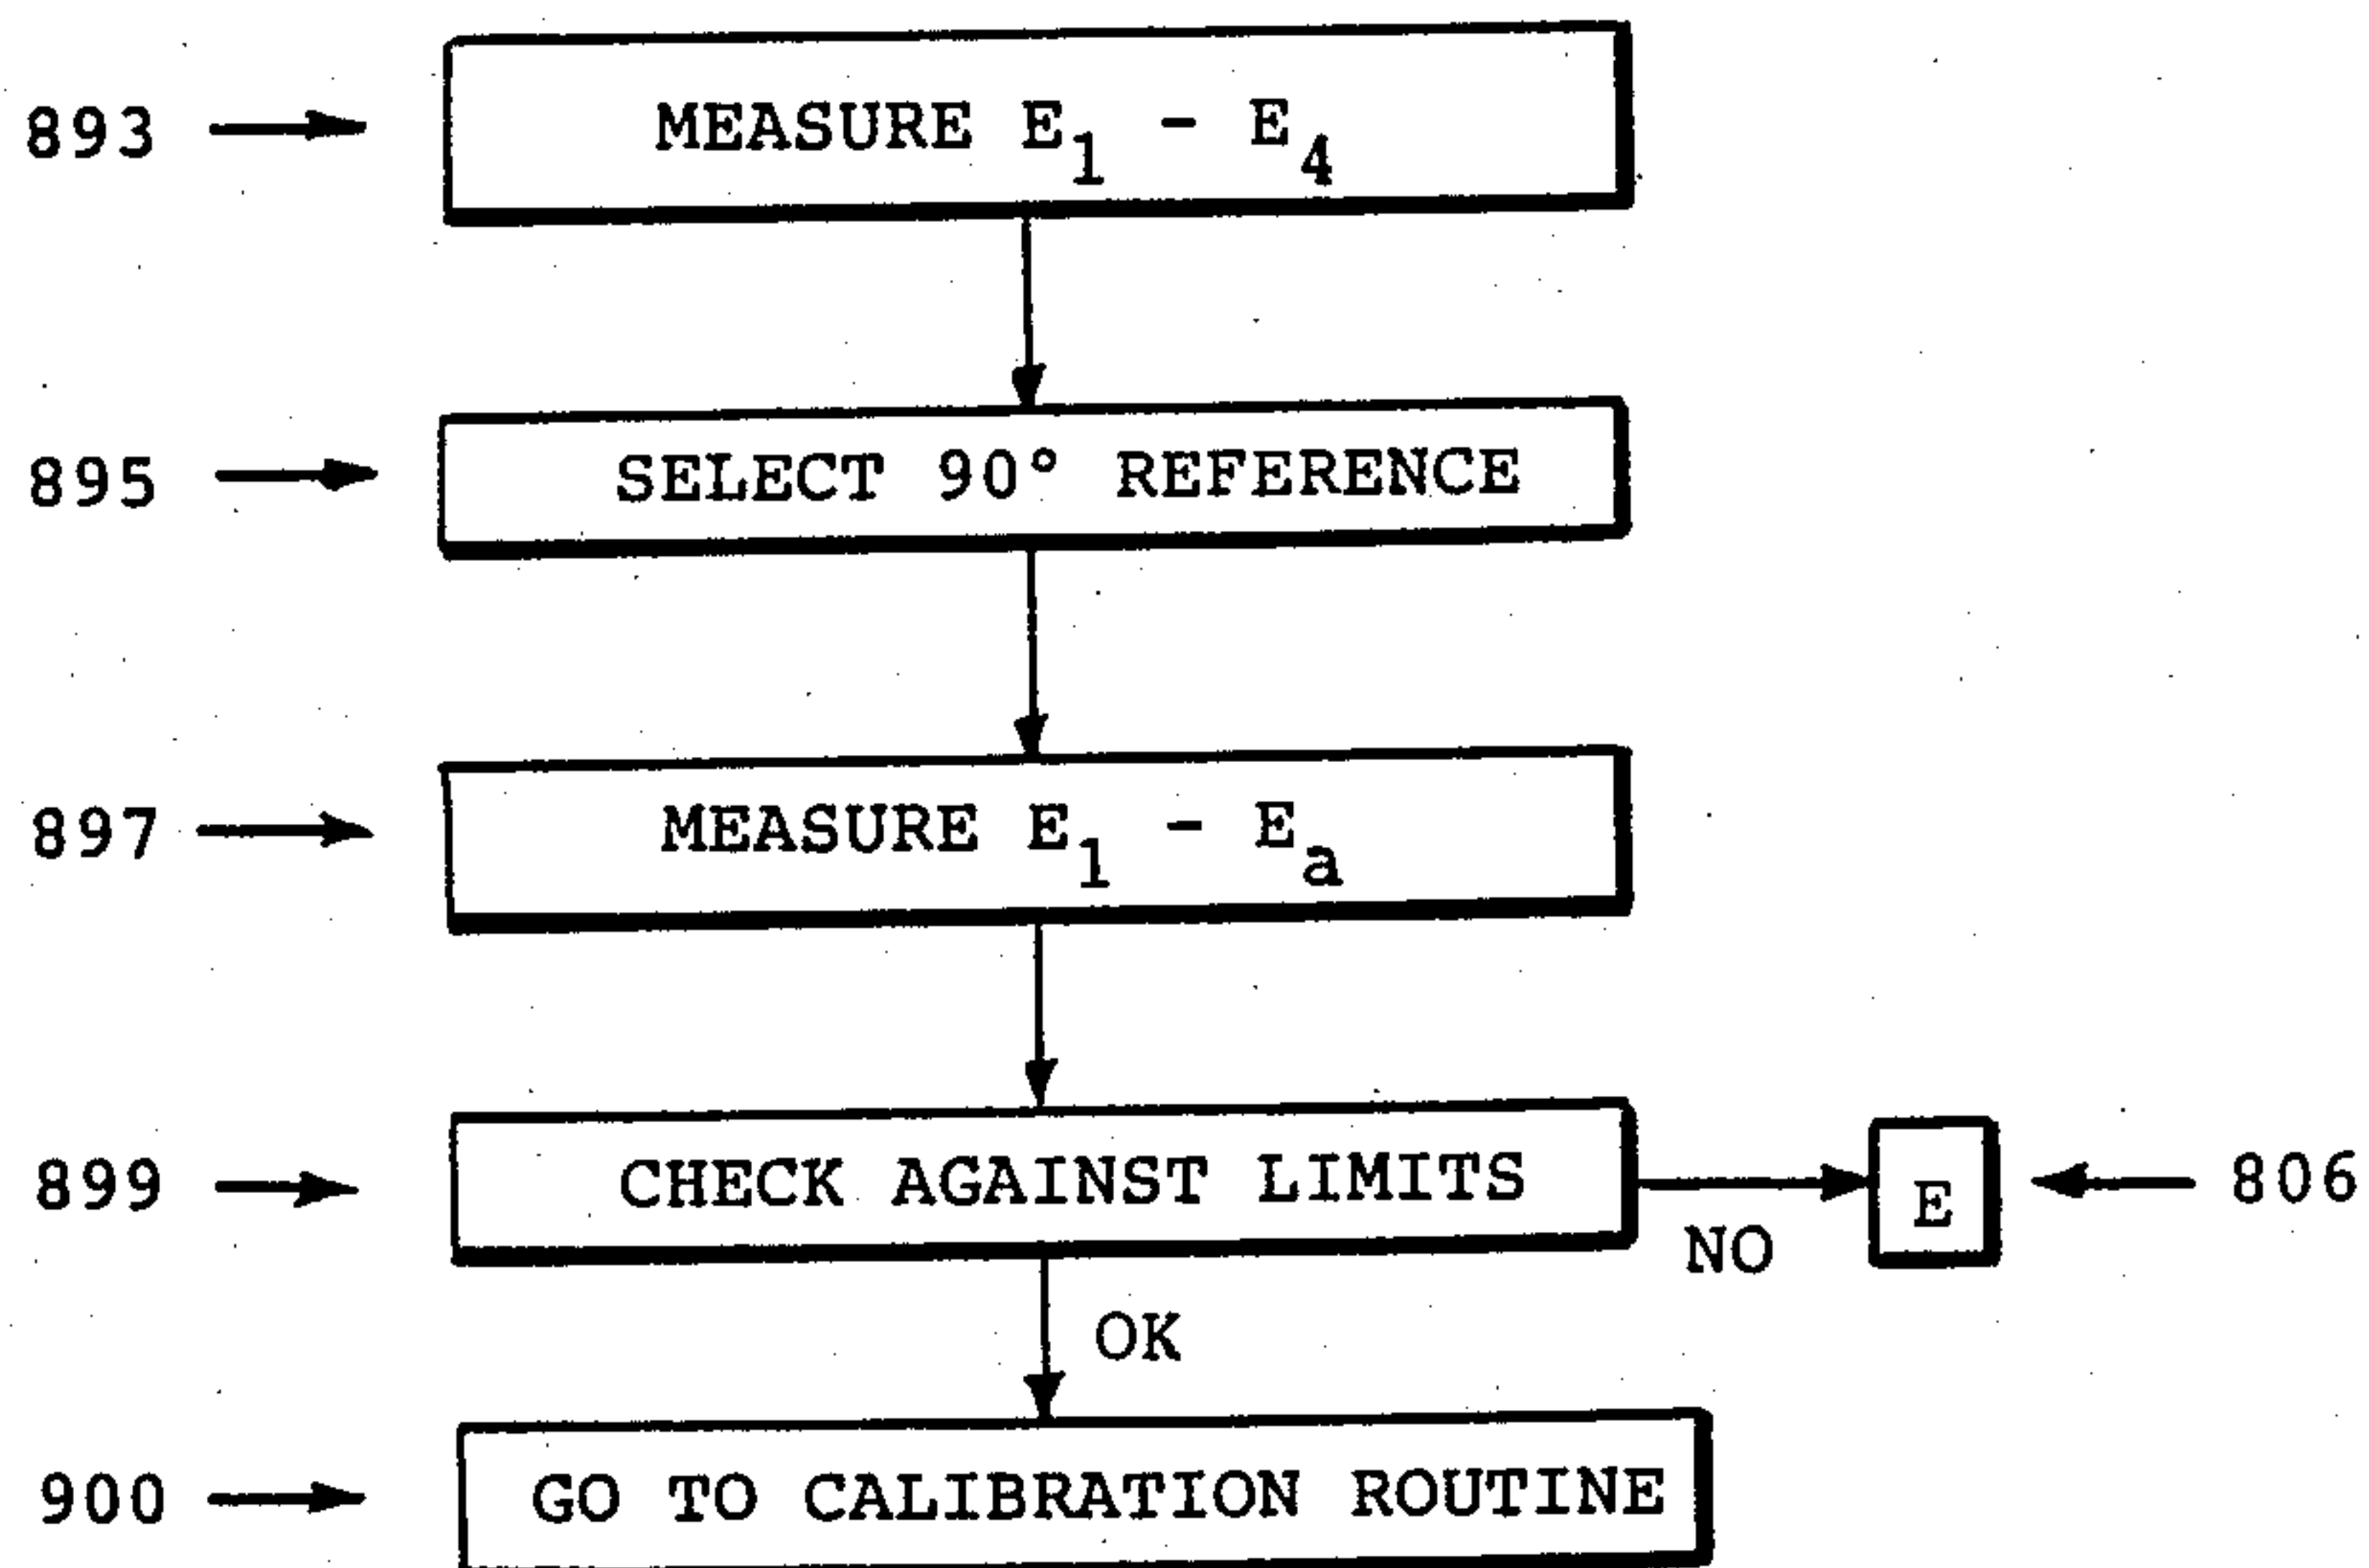 893 MEASURE E₁ - E₄
895 SELECT 90° REFERENCE
897 MEASURE E₁ - Eₐ
899 CHECK AGAINST LIMITS E 806
NO
OK
900 GO TO CALIBRATION ROUTINE